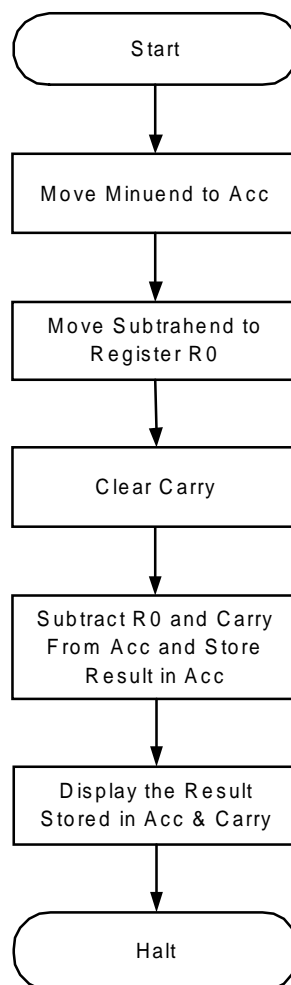 Start
Move Minuend to Acc
Move Subtrahend to
Register R0
Clear Carry
Subtract R0 and Carry
From Acc and Store
Result in Acc
Display the Result
Stored in Acc & Carry
Halt